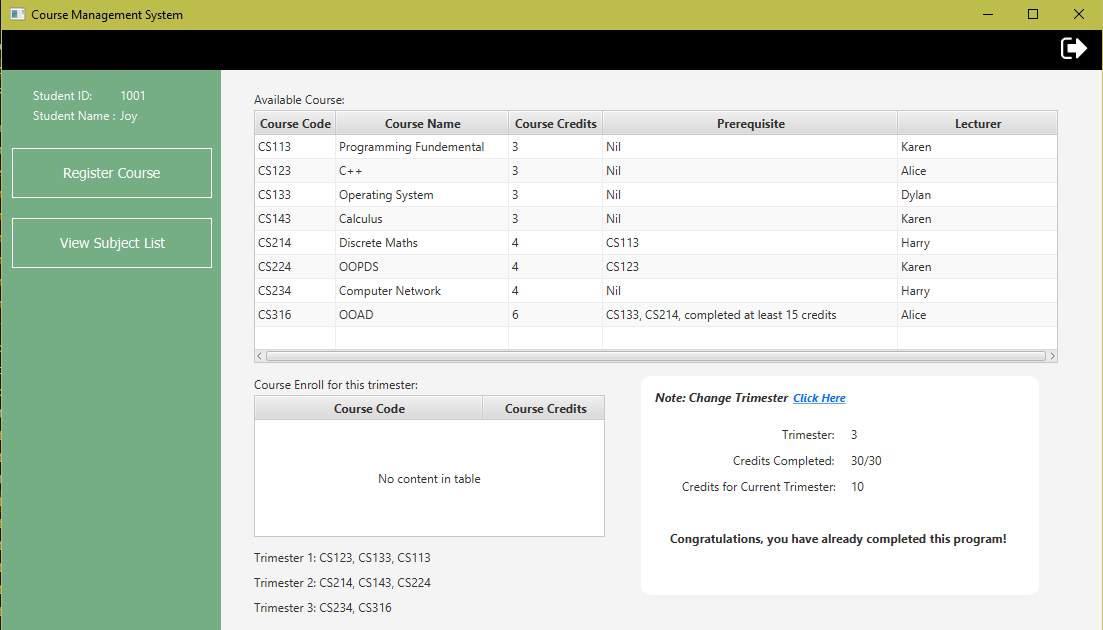 Course Management System
Student ID: 1001
Student Name : Joy
Register Course
View Subject List
Available Course:
Course Code Course Name Course Credits Prerequisite Lecturer
CS113 Programming Fundemental 3 Nil Karen
CS123 C++ 3 Nil Alice
CS133 Operating System 3 Nil Dylan
CS143 Calculus 3 Nil Karen
CS214 Discrete Maths 4 CS113 Harry
CS224 OOPDS 4 CS123 Karen
CS234 Computer Network 4 Nil Harry
CS316 OOAD 6 CS133, CS214, completed at least 15 credits Alice
Course Enroll for this trimester:
Course Code Course Credits
No content in table
Trimester 1: CS123, CS133, CS113
Trimester 2: CS214, CS143, CS224
Trimester 3: CS234, CS316
Note: Change Trimester Click Here
Trimester: 3
Credits Completed: 30/30
Credits for Current Trimester: 10
Congratulations, you have already completed this program!